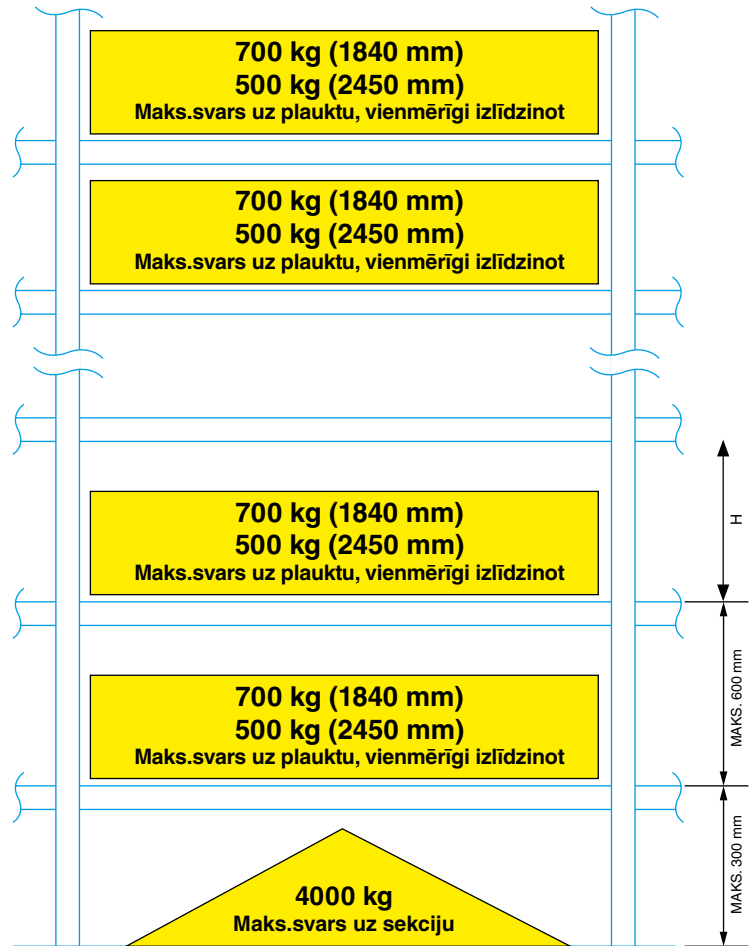 700 kg (1840 mm)
500 kg (2450 mm)
Maks.svars uz plauktu, vienmērīgi izlīdzinot
700 kg (1840 mm)
500 kg (2450 mm)
Maks.svars uz plauktu, vienmērīgi izlīdzinot
700 kg (1840 mm)
500 kg (2450 mm)
Maks.svars uz plauktu, vienmērīgi izlīdzinot
H
700 kg (1840 mm)
500 kg (2450 mm)
Maks.svars uz plauktu, vienmērīgi izlīdzinot
MAKS. 600 mm
4000 kg
Maks.svars uz sekciju
MAKS. 300 mm